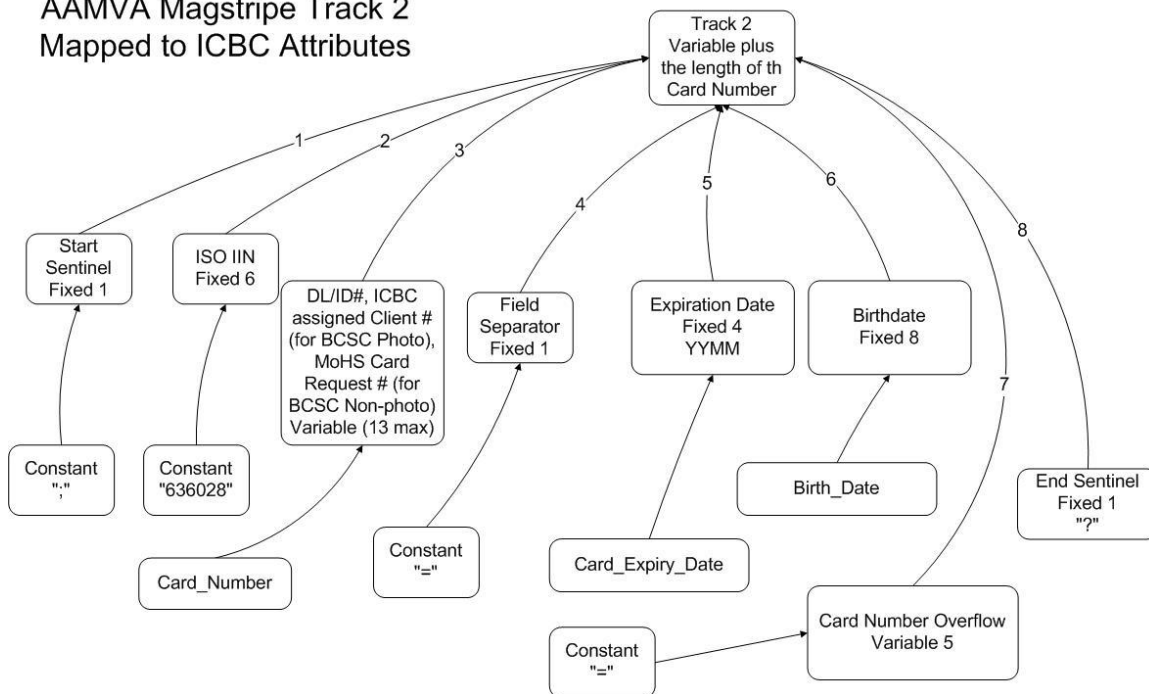 AAMVA Magstripe Track 2
Mapped to ICBC Attributes
Track 2
Variable plus
the length of th
Card Number
1
2
3
4
5
6
7
8
Start
Sentinel
Fixed 1
ISO IIN
Fixed 6
DL/ID#, ICBC
assigned Client #
(for BCSC Photo),
MoHS Card
Request # (for
BCSC Non-photo)
Variable (13 max)
Field
Separator
Fixed 1
Expiration Date
Fixed 4
YYMM
Birthdate
Fixed 8
Constant
";"
Constant
"636028"
Card_Number
Constant
"="
Card_Expiry_Date
Birth_Date
End Sentinel
Fixed 1
"?"
Card Number Overflow
Variable 5
Constant
"="